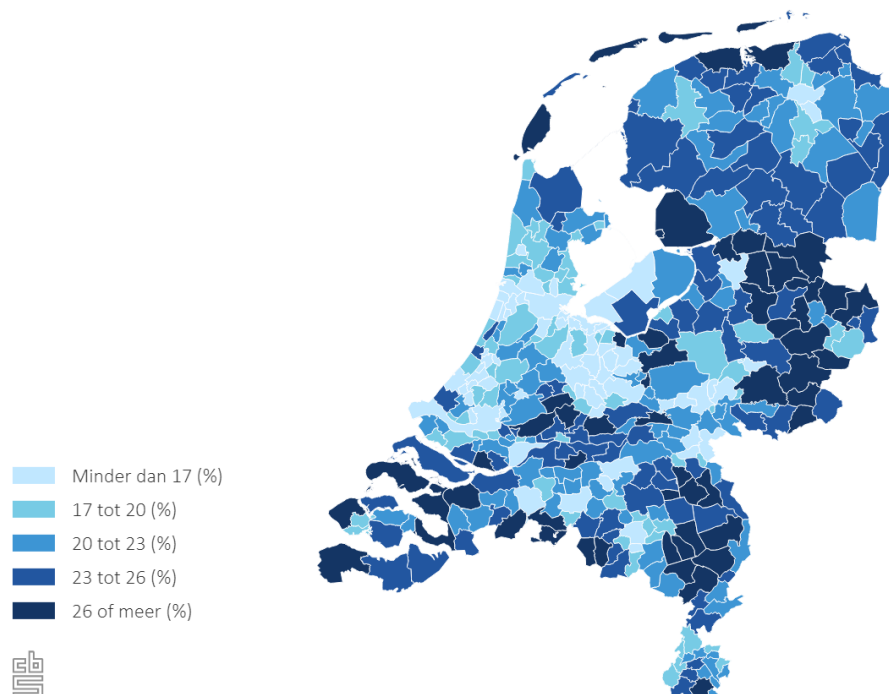 Minder dan 17 (%)
17 tot 20 (%)
20 tot 23 (%)
23 tot 26 (%)
26 of meer (%)
cbs